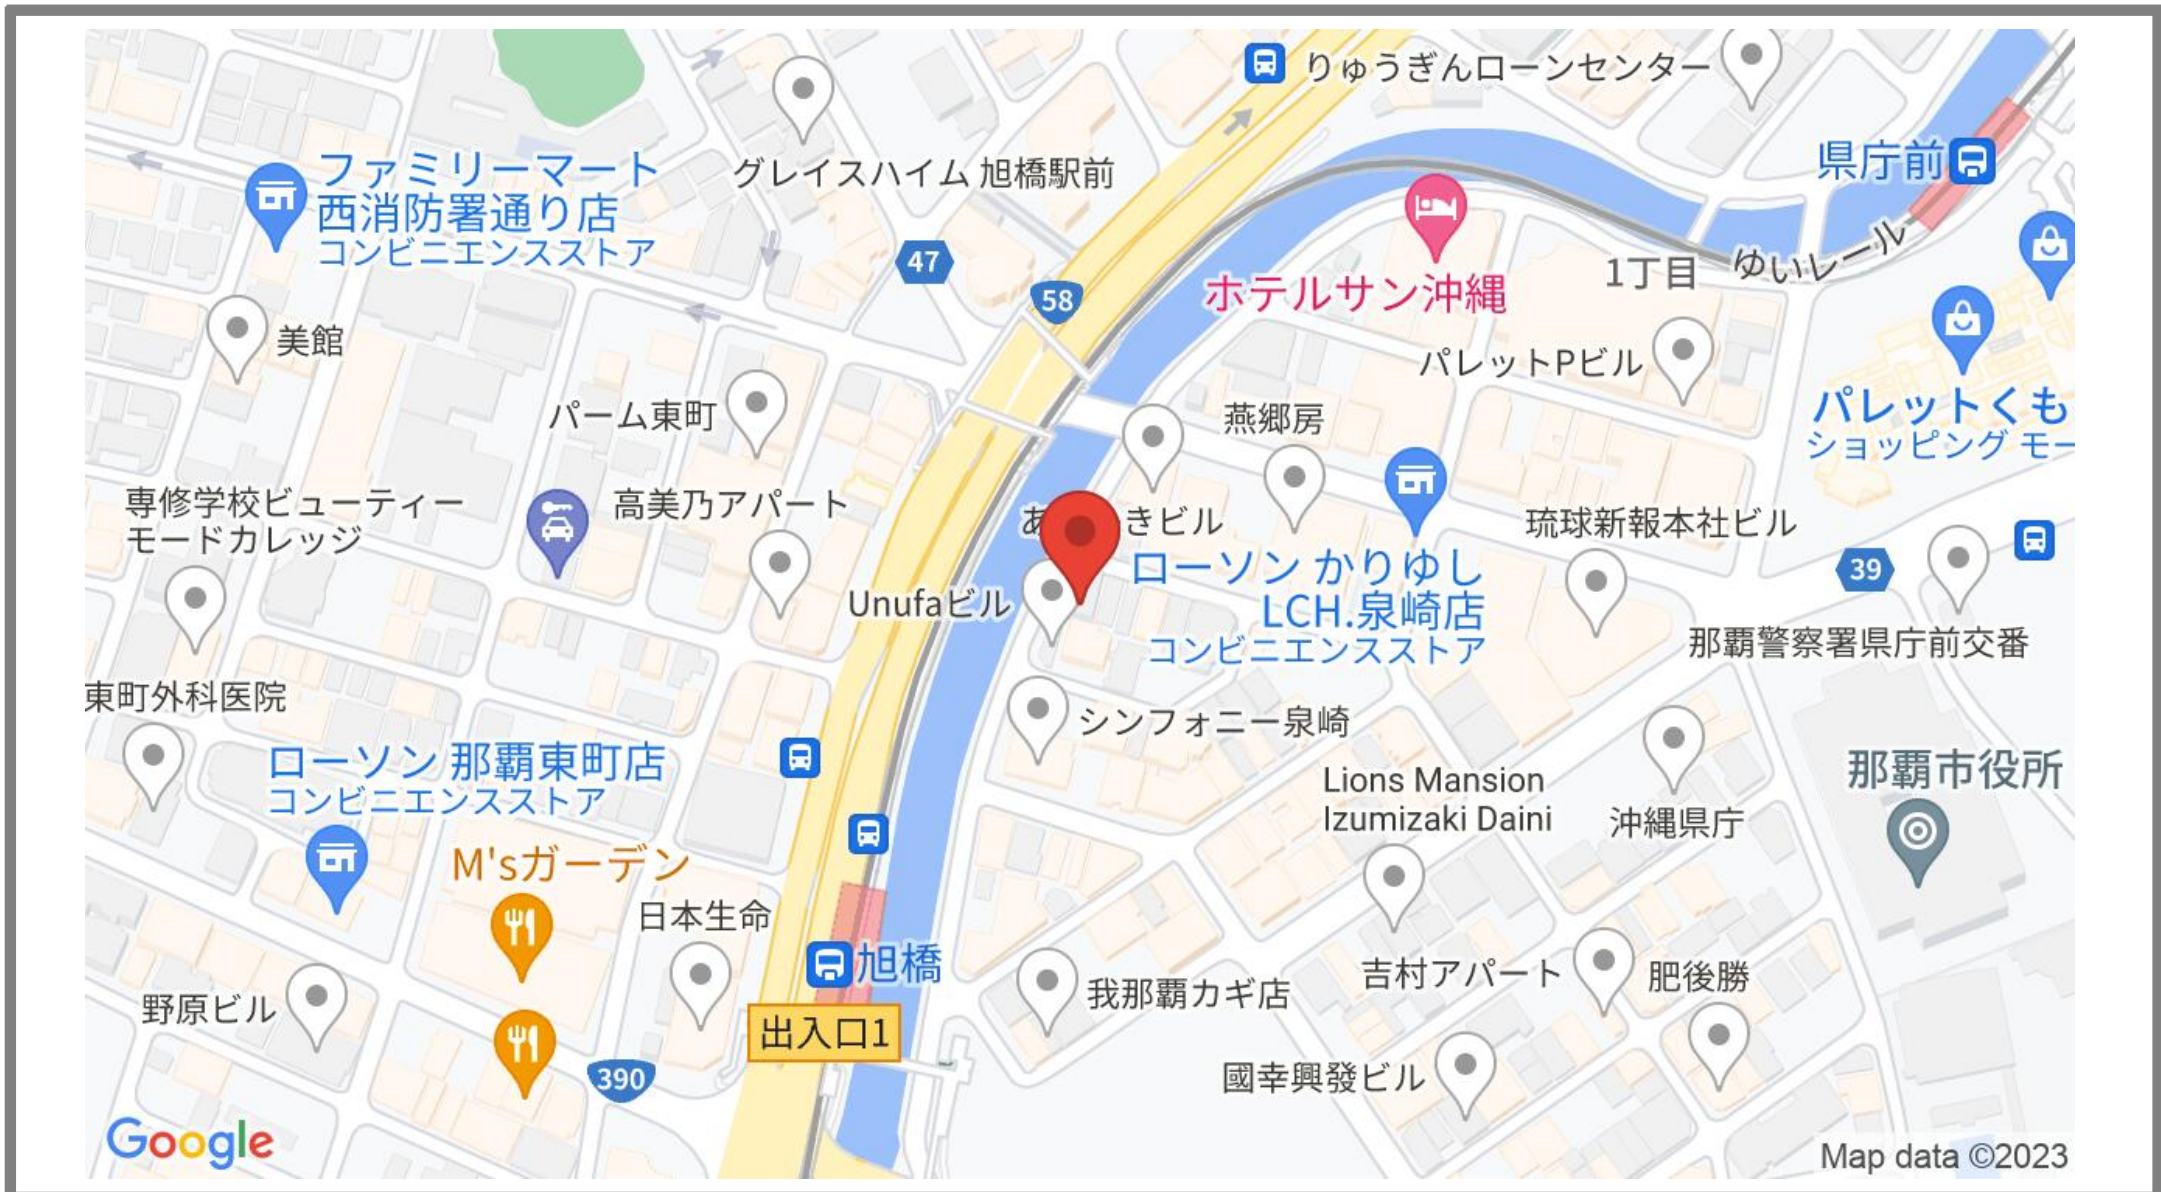 りゅうぎんローンセンター
県庁前
グレイスハイム 旭橋駅前
ファミリーマート
西消防署通り店
コンビニエンスストア
47
58
ホテルサン沖縄
1丁目
ゆいレール
美館
パレットPビル
パレットくも
ショッピング モー
パーム東町
燕郷房
専修学校ビューティー
モードカレッジ
高美乃アパート
きビル
琉球新報本社ビル
39
ローソン かりゆし
LCH.泉崎店
コンビニエンスストア
Unufaビル
那覇警察署県庁前交番
東町外科医院
シンフォニー泉崎
ローソン 那覇東町店
コンビニエンスストア
Lions Mansion
Izumizaki Daini
沖縄県庁
那覇市役所
M'sガーデン
日本生命
旭橋
出入口1
野原ビル
我那覇カギ店
吉村アパート
肥後勝
390
國幸興發ビル
Google
Map data ©2023